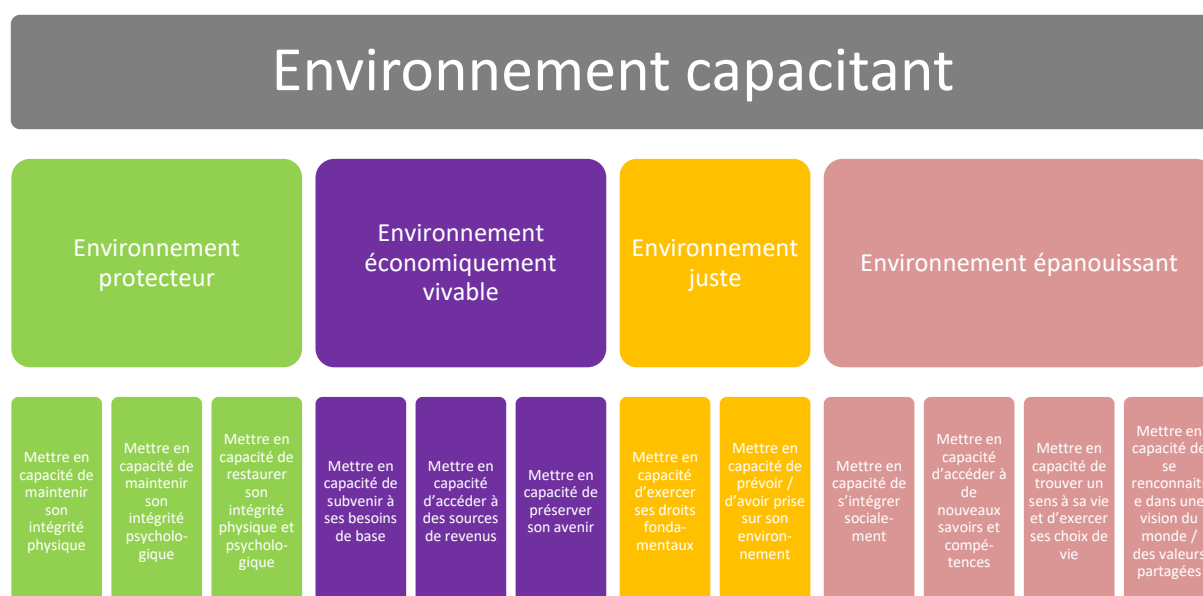 Environnement capacitant
Environnement
protecteur
Environnement
économiquement
vivable
Environnement
juste
Environnement épanouissant
Mettre en
capacité de
maintenir
son
intégrité
physique
Mettre en
capacité de
maintenir
son
intégrité
psycholo-
gique
Mettre en
capacité de
restaurer
son
intégrité
physique et
psycholo-
gique
Mettre en
capacité de
subvenir à
ses besoins
de base
Mettre en
capacité
d’accéder à
des sources
de revenus
Mettre en
capacité de
préserver
son avenir
Mettre en
capacité
d’exercer
ses droits
fonda-
mentaux
Mettre en
capacité de
prévoir /
d’avoir prise
sur son
environ-
nement
Mettre en
capacité de
s’intégrer
sociale-
ment
Mettre en
capacité
d’accéder à
de
nouveaux
savoirs et
compé-
tences
Mettre en
capacité de
trouver un
sens à sa vie
et d’exercer
ses choix de
vie
Mettre en
capacité de
se
renconnaitr
e dans une
vision du
monde /
des valeurs
partagées